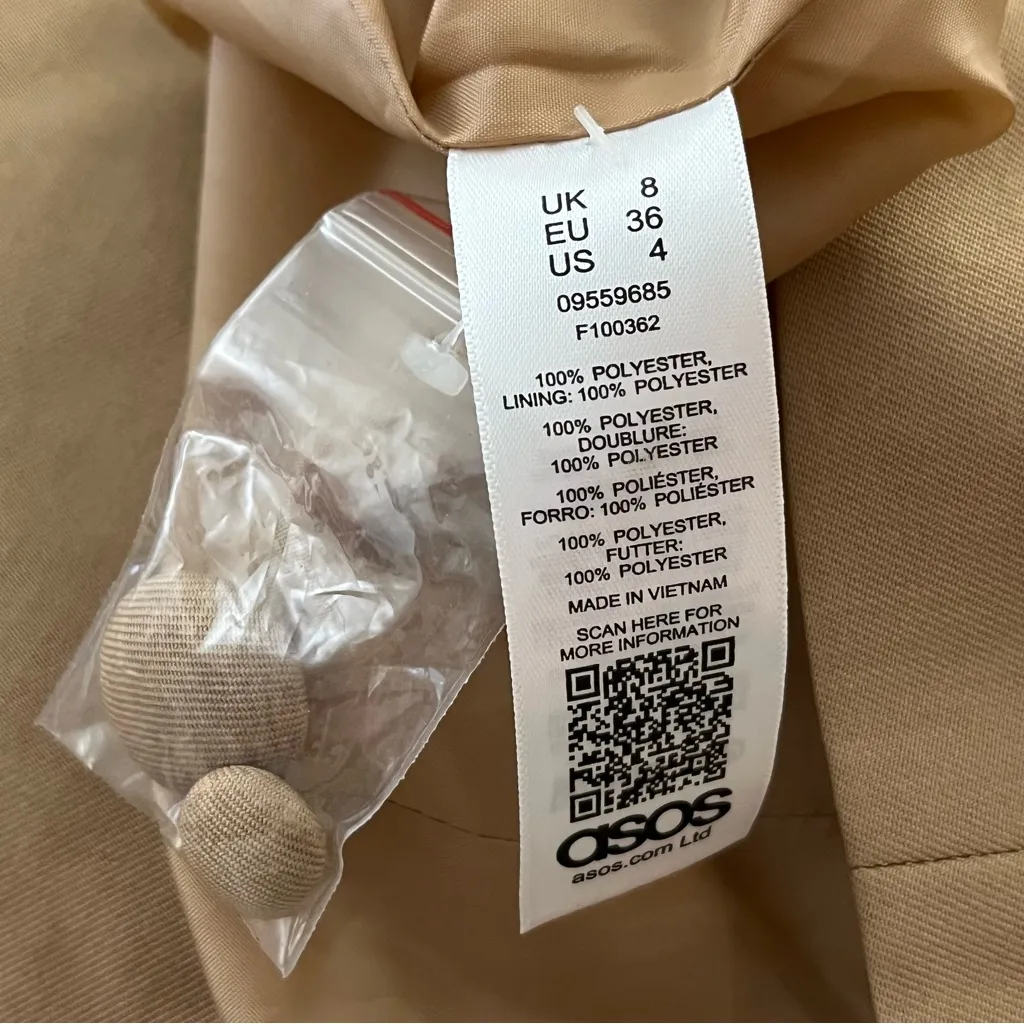 UK 8
EU 36
US 4
09559685
F100362
100% POLYESTER,
LINING: 100% POLYESTER
100% POLYESTER,
DOUBLURE:
100% POLYESTER
100% POLIÉSTER,
FORRO: 100% POLIÉSTER
100% POLYESTER,
FUTTER:
100% POLYESTER
MADE IN VIETNAM
SCAN HERE FOR
MORE INFORMATION
asos
asos.com Ltd